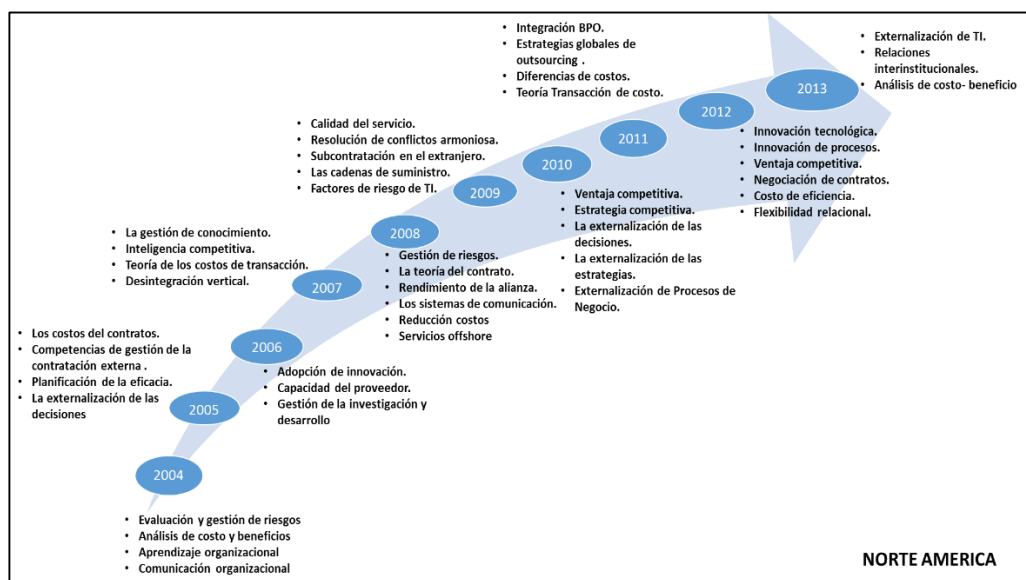 • Integración BPO.
• Estrategias globales de
outsourcing .
• Diferencias de costos.
• Teoría Transacción de costo.
• Externalización de TI.
• Relaciones
interinstitucionales.
• Análisis de costo- beneficio
2013
2012
• Calidad del servicio.
• Resolución de conflictos armoniosa.
• Subcontratación en el extranjero.
• Las cadenas de suministro.
• Factores de riesgo de TI.
2011
• Innovación tecnológica.
• Innovación de procesos.
• Ventaja competitiva.
• Negociación de contratos.
• Costo de eficiencia.
• Flexibilidad relacional.
2010
2009
• Ventaja competitiva.
• Estrategia competitiva.
• La externalización de las
decisiones.
• La externalización de las
estrategias.
• Externalización de Procesos de
Negocio.
• La gestión de conocimiento.
• Inteligencia competitiva.
• Teoría de los costos de transacción.
• Desintegración vertical.
2008
• Gestión de riesgos.
• La teoría del contrato.
• Rendimiento de la alianza.
• Los sistemas de comunicación.
• Reducción costos
• Servicios offshore
2007
• Los costos del contratos.
• Competencias de gestión de la
contratación externa .
• Planificación de la eficacia.
• La externalización de las
decisiones
2006
• Adopción de innovación.
• Capacidad del proveedor.
• Gestión de la investigación y
desarrollo
2005
2004
• Evaluación y gestión de riesgos
• Análisis de costo y beneficios
• Aprendizaje organizacional
• Comunicación organizacional
NORTE AMERICA